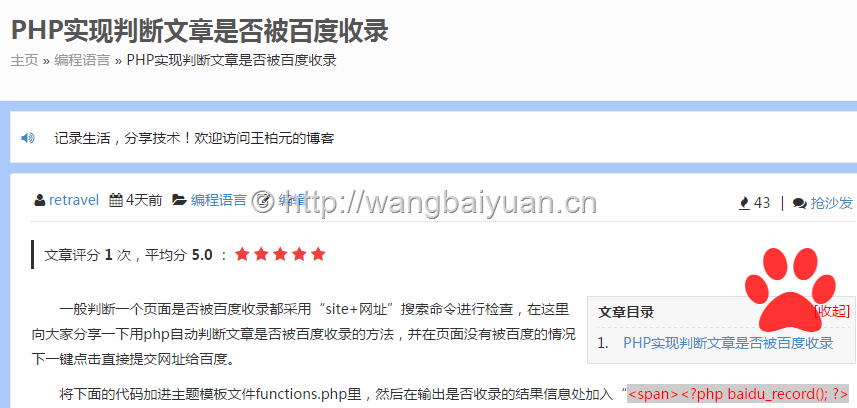 PHP实现判断文章是否被百度收录
主页 » 编程语言 » PHP实现判断文章是否被百度收录
记录生活，分享技术！欢迎访问王柏元的博客
retravel 4天前 编程语言 编辑 43 | 抢沙发
© http://wangbaiyuan.cn
文章评分 1 次，平均分 5.0 ：
一般判断一个页面是否被百度收录都采用“site+网址”搜索命令进行检查，在这里
向大家分享一下用php自动判断文章是否被百度收录的方法，并在页面没有被百度的情况
下一键点击直接提交网址给百度。
文章目录 [收起]
1. PHP实现判断文章是否被百度收录
将下面的代码加进主题模板文件functions.php里，然后在输出是否收录的结果信息处加入“<span><?php baidu_record(); ?>